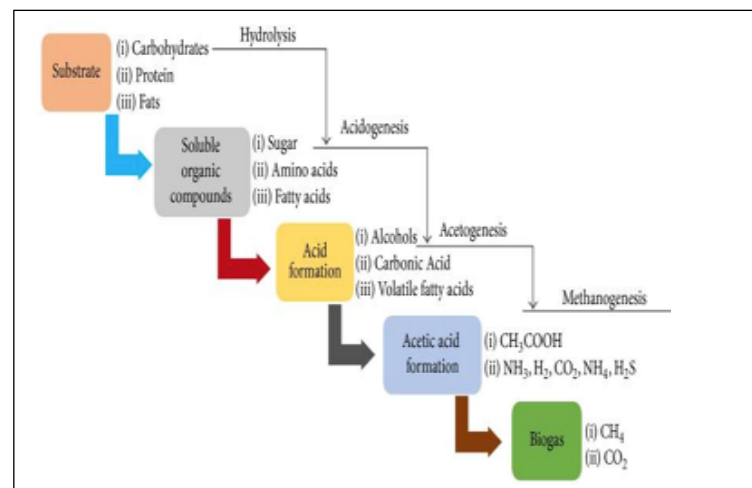 Hydrolysis
Substrate
(i) Carbohydrates
(ii) Protein
(iii) Fats
Acidogenesis
Soluble
organic
compounds
(i) Sugar
(ii) Amino acids
(iii) Fatty acids
Acetogenesis
Acid
formation
(i) Alcohols
(ii) Carbonic Acid
(iii) Volatile fatty acids
Methanogenesis
Acetic acid
formation
(i) CH₃COOH
(ii) NH₃, H₂, CO₂, NH₄, H₂S
Biogas
(i) CH₄
(ii) CO₂